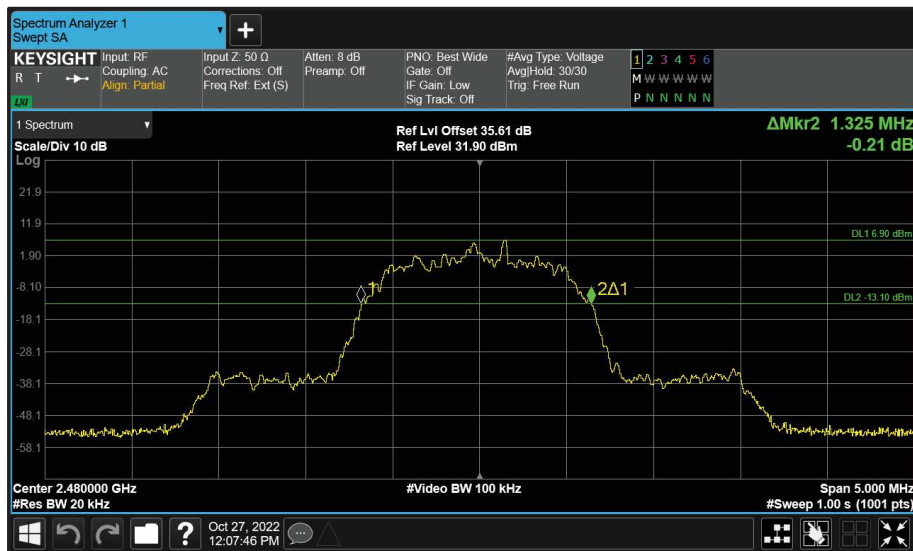 Spectrum Analyzer 1
Swept SA
+
KEYSIGHT
R T
LXI
Input: RF
Coupling: AC
Align: Partial
Input Z: 50 Ω
Corrections: Off
Freq Ref: Ext (S)
Atten: 8 dB
Preamp: Off
PNO: Best Wide
Gate: Off
IF Gain: Low
Sig Track: Off
#Avg Type: Voltage
Avg|Hold: 30/30
Trig: Free Run
1 2 3 4 5 6
M W W W W W
P N N N N N
1 Spectrum
Scale/Div 10 dB
Log
Ref Lvl Offset 35.61 dB
Ref Level 31.90 dBm
ΔMkr2 1.325 MHz
-0.21 dB
21.9
11.9
1.90
-8.10
-18.1
-28.1
-38.1
-48.1
-58.1
DL1 6.90 dBm
1
2Δ1
DL2 -13.10 dBm
Center 2.480000 GHz
#Res BW 20 kHz
#Video BW 100 kHz
Span 5.000 MHz
#Sweep 1.00 s (1001 pts)
?
Oct 27, 2022
12:07:46 PM